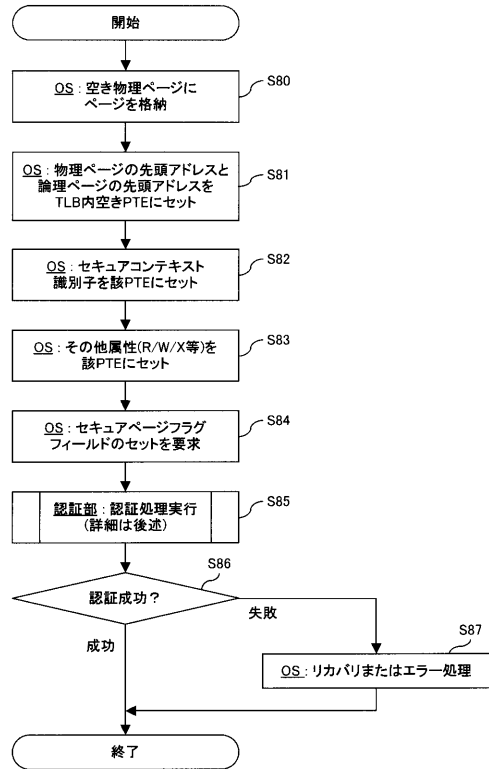 開始
OS：空き物理ページに
ページを格納
S80
OS：物理ページの先頭アドレスと
論理ページの先頭アドレスを
TLB内空きPTEにセット
S81
OS：セキュアコンテキスト
識別子を該PTEにセット
S82
OS：その他属性(R/W/X等)を
該PTEにセット
S83
OS：セキュアページフラグ
フィールドのセットを要求
S84
認証部：認証処理実行
(詳細は後述)
S85
認証成功？
S86
失敗
成功
S87
OS：リカバリまたはエラー処理
終了